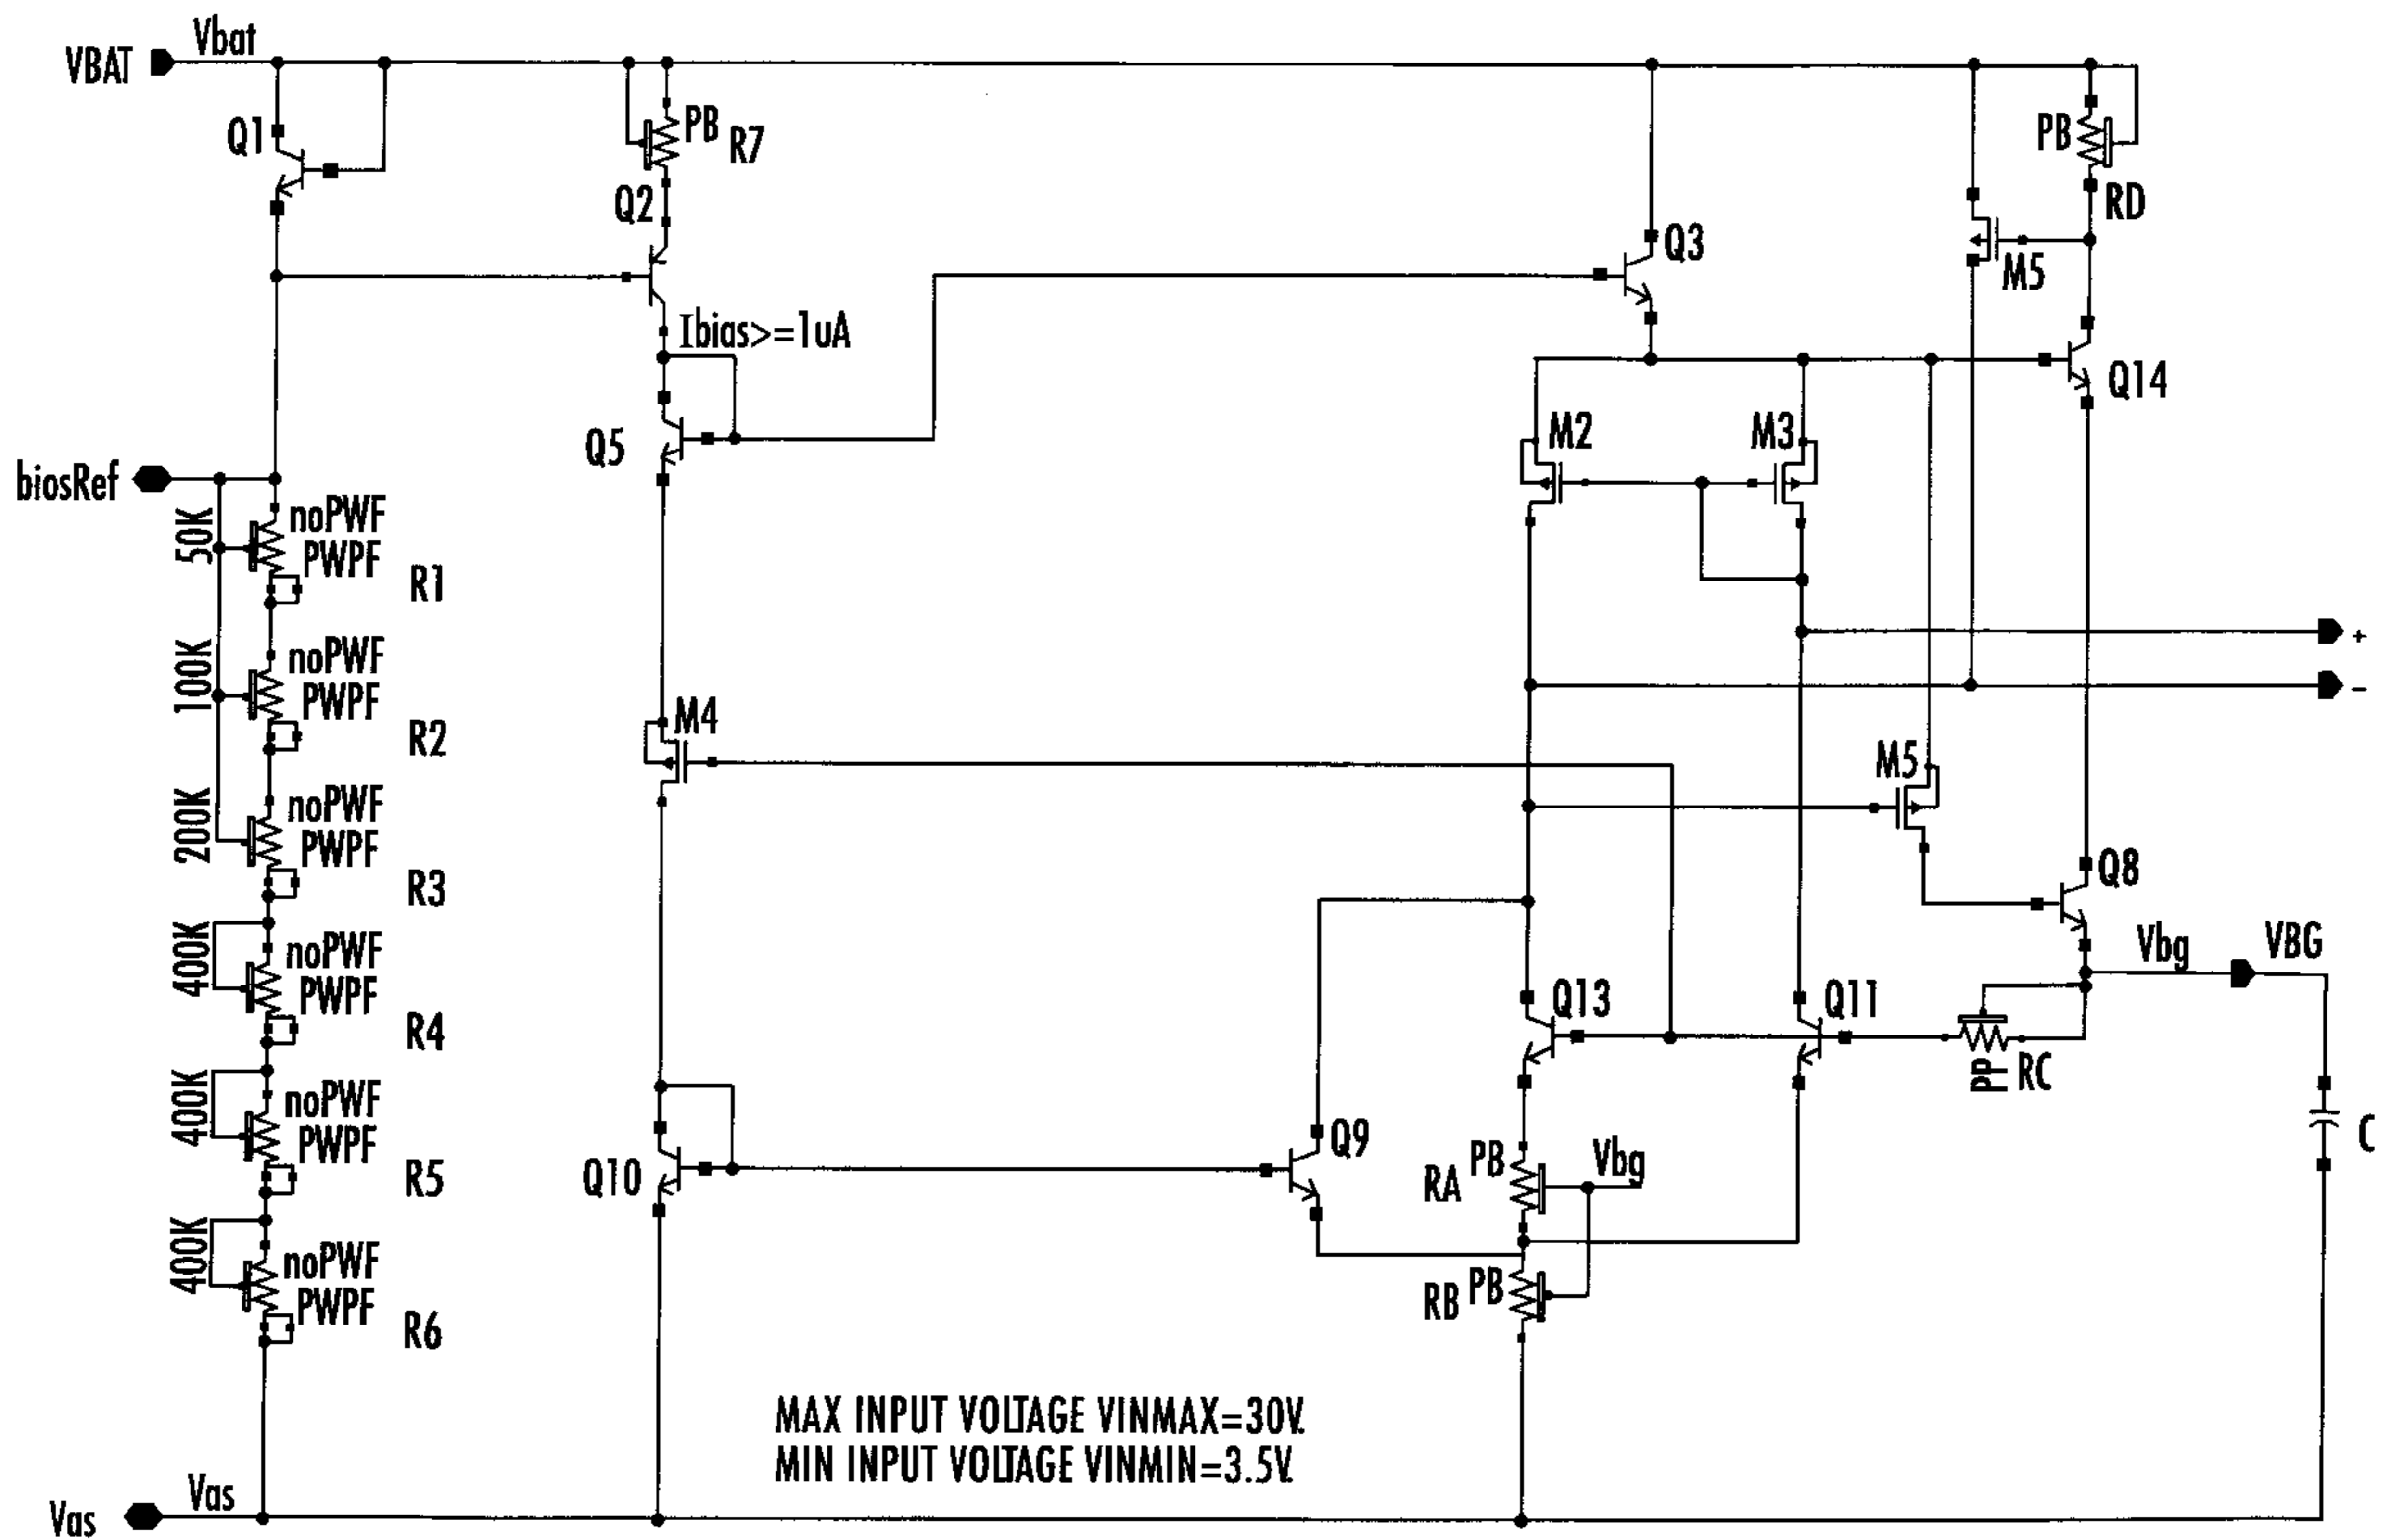 VBAT
Vbat
Q1
PB
R7
Q2
Ibias>=1uA
Q3
PB
RD
M5
Q14
M2
M3
Q5
biosRef
50K
noPWF
PWPF
R1
100K
noPWF
PWPF
R2
+
-
M4
M5
200K
noPWF
PWPF
R3
Q8
Vbg
VBG
400K
noPWF
PWPF
R4
Q13
Q11
PP
RC
400K
noPWF
PWPF
R5
Q10
Q9
PB
RA
Vbg
C
400K
noPWF
PWPF
R6
PB
RB
MAX INPUT VOLTAGE VINMAX=30V.
MIN INPUT VOLTAGE VINMIN=3.5V.
Vas
Vas